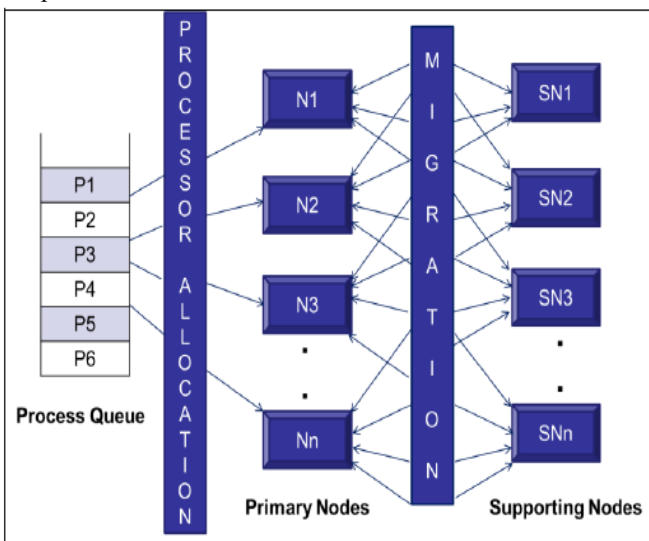 PROCESSOR ALLOCATION
P1
P2
P3
P4
P5
P6
Process Queue
N1
N2
N3
Nn
Primary Nodes
MIGRATION
SN1
SN2
SN3
SNn
Supporting Nodes